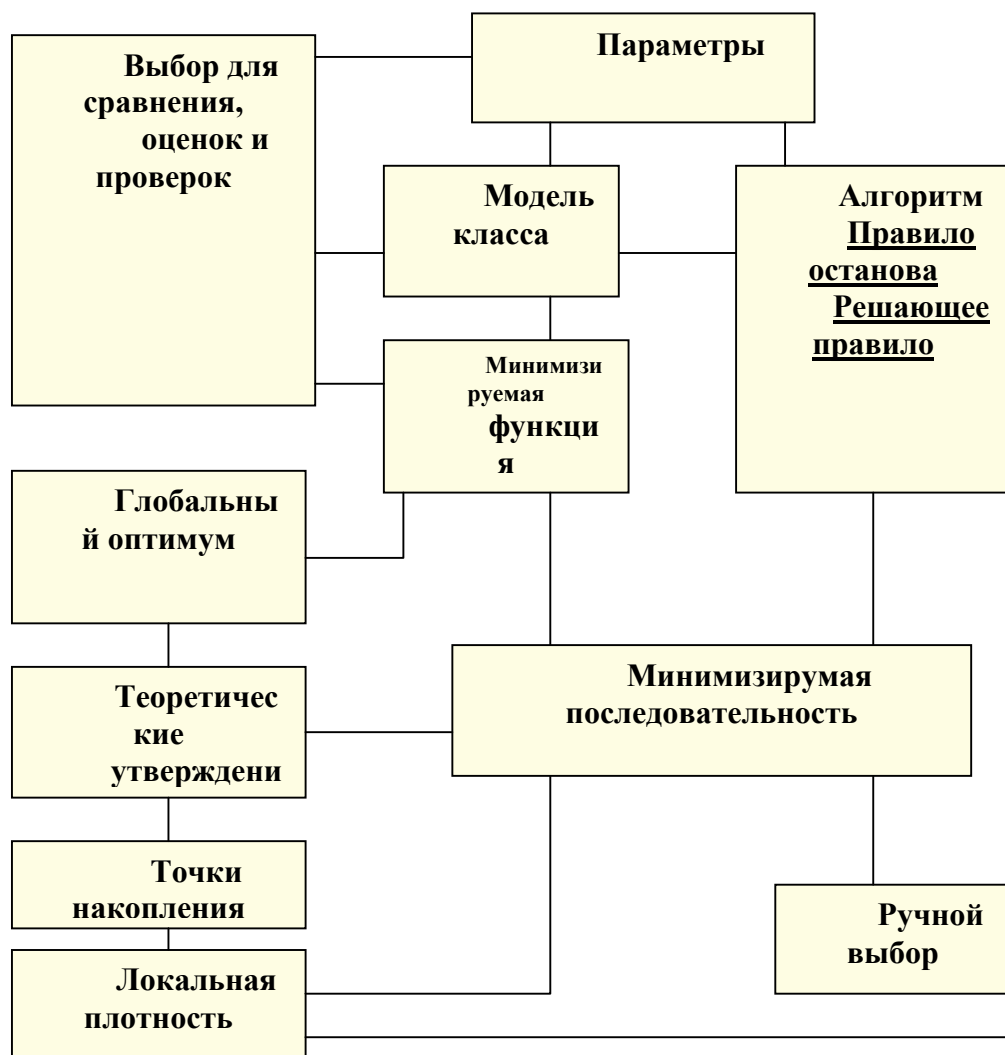 Параметры
Выбор для
сравнения,
оценок и
проверок
Модель
класса
Алгоритм
Правило
останова
Решающее
правило
Минимизи
руемая
функци
я
Глобальны
й оптимум
Минимизирумая
последовательность
Теоретичес
кие
утверждени
Точки
накопления
Ручной
выбор
Локальная
плотность